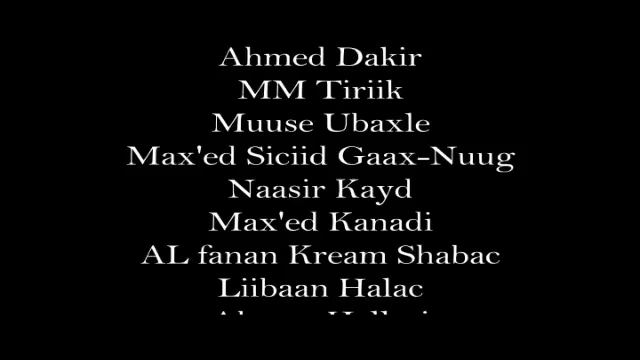 Ahmed Dakir
MM Tiriik
Muuse Ubaxle
Max'ed Siciid Gaax-Nuug
Naasir Kayd
Max'ed Kanadi
AL fanan Kream Shabac
Liibaan Halac